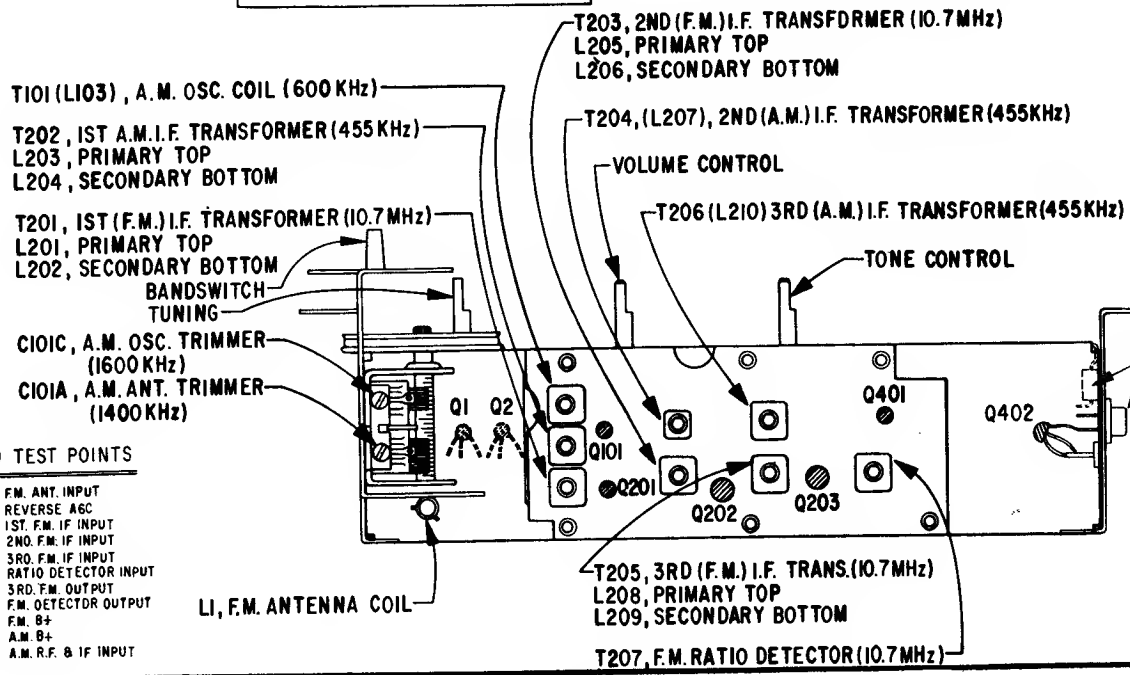 T203, 2ND (F.M.) I.F. TRANSFDRMER (10.7MHz)
L205, PRIMARY TOP
L206, SECONDARY BOTTOM
T101 (L103), A.M. OSC. COIL (600 KHz)
T202, 1ST A.M. I.F. TRANSFORMER (455 KHz)
L203, PRIMARY TOP
L204, SECONDARY BOTTOM
T204, (L207), 2ND (A.M.) I.F. TRANSFORMER (455KHz)
VOLUME CONTROL
T201, 1ST (F.M.) I.F. TRANSFORMER (10.7MHz)
L201, PRIMARY TOP
L202, SECONDARY BOTTOM
T206 (L210) 3RD (A.M.) I.F. TRANSFORMER (455KHz)
TONE CONTROL
BANDSWITCH
TUNING
C101C, A.M. OSC. TRIMMER
(1600 KHz)
C101A, A.M. ANT. TRIMMER
(1400 KHz)
Q1
Q2
Q101
Q201
Q202
Q203
Q401
Q402
TEST POINTS
F.M. ANT. INPUT
REVERSE AGC
1ST. F.M. IF INPUT
2ND. F.M. IF INPUT
3RD. F.M. IF INPUT
RATIO DETECTOR INPUT
3RD. F.M. OUTPUT
F.M. DETECTOR OUTPUT
F.M. B+
A.M. B+
A.M. R.F. & IF INPUT
L1, F.M. ANTENNA COIL
T205, 3RD (F.M.) I.F. TRANS. (10.7MHz)
L208, PRIMARY TOP
L209, SECONDARY BOTTOM
T207, F.M. RATIO DETECTOR (10.7MHz)